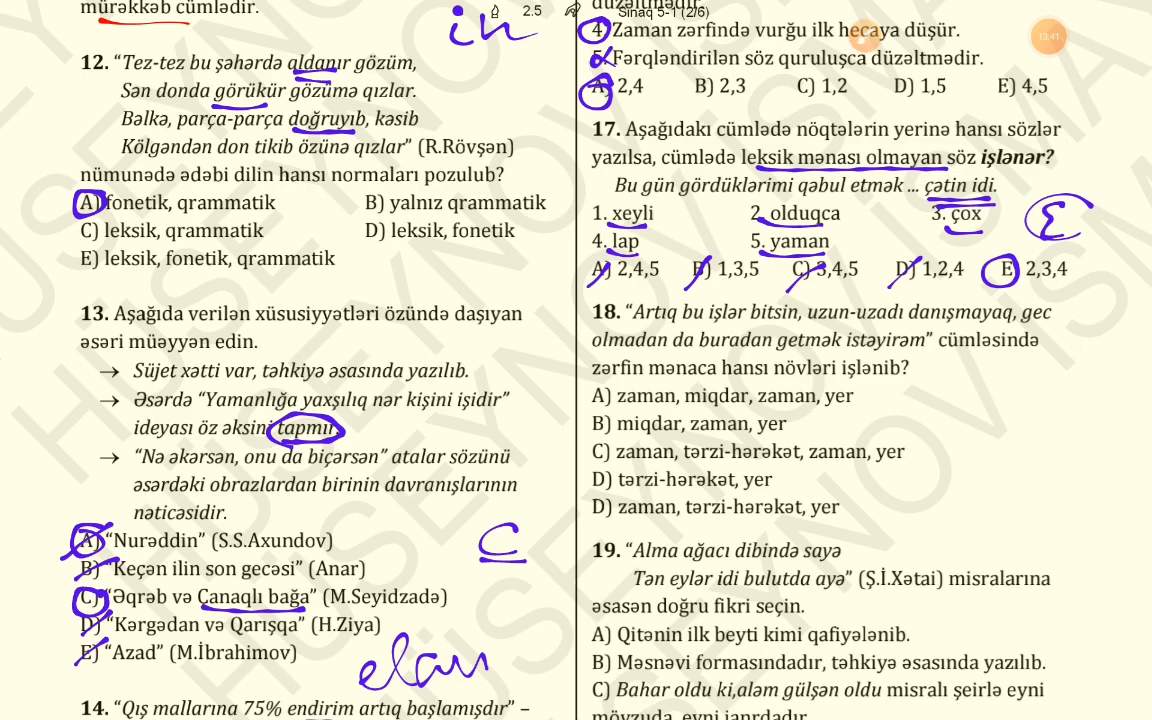 mürəkkəb cümlədir.
12. “Tez-tez bu şəhərdə aldanır gözüm,
Sən donda görükür gözümə qızlar.
Bəlkə, parça-parça doğruyıb, kəsib
Kölgəndən don tikib özünə qızlar” (R.Rövşən)
nümunədə ədəbi dilin hansı normaları pozulub?
A) fonetik, qrammatik B) yalnız qrammatik
C) leksik, qrammatik D) leksik, fonetik
E) leksik, fonetik, qrammatik
13. Aşağıda verilən xüsusiyyətləri özündə daşıyan
əsəri müəyyən edin.
→ Süjet xətti var, təhkiyə əsasında yazılıb.
→ Əsərdə “Yamanlığa yaxşılıq nər kişini işidir”
ideyası öz əksini tapmır.
→ “Nə əkərsən, onu da biçərsən” atalar sözünü
əsərdəki obrazlardan birinin davranışlarının
nəticəsidir.
A) “Nurəddin” (S.S.Axundov)
C
B) “Keçən ilin son gecəsi” (Anar)
C) “Əqrəb və Canaqlı bağa” (M.Seyidzadə)
D) “Kərgədan və Qarışqa” (H.Ziya)
E) “Azad” (M.İbrahimov)
elan
14. “Qış mallarına 75% endirim artıq başlamışdır” –
in
2.5
Sınaq 5-1 (2/6)
13:41
düzəltmədir.
4. Zaman zərfində vurğu ilk hecaya düşür.
5. Fərqləndirilən söz quruluşca düzəltmədir.
A) 2,4 B) 2,3 C) 1,2 D) 1,5 E) 4,5
17. Aşağıdakı cümlədə nöqtələrin yerinə hansı sözlər
yazılsa, cümlədə leksik mənası olmayan söz işlənər?
Bu gün gördüklərimi qəbul etmək ... çətin idi.
1. xeyli 2. olduqca 3. çox
E
4. lap 5. yaman
A) 2,4,5 B) 1,3,5 C) 3,4,5 D) 1,2,4 E) 2,3,4
18. “Artıq bu işlər bitsin, uzun-uzadı danışmayaq, gec
olmadan da buradan getmək istəyirəm” cümləsində
zərfin mənaca hansı növləri işlənib?
A) zaman, miqdar, zaman, yer
B) miqdar, zaman, yer
C) zaman, tərzi-hərəkət, zaman, yer
D) tərzi-hərəkət, yer
D) zaman, tərzi-hərəkət, yer
19. “Alma ağacı dibində sayə
Tən eylər idi bulutda ayə” (Ş.İ.Xətai) misralarına
əsasən doğru fikri seçin.
A) Qitənin ilk beyti kimi qafiyələnib.
B) Məsnəvi formasındadır, təhkiyə əsasında yazılıb.
C) Bahar oldu ki,aləm gülşən oldu misralı şeirlə eyni
mövzuda, eyni janrdadır.
HÜSEYNOV İSMAYIL